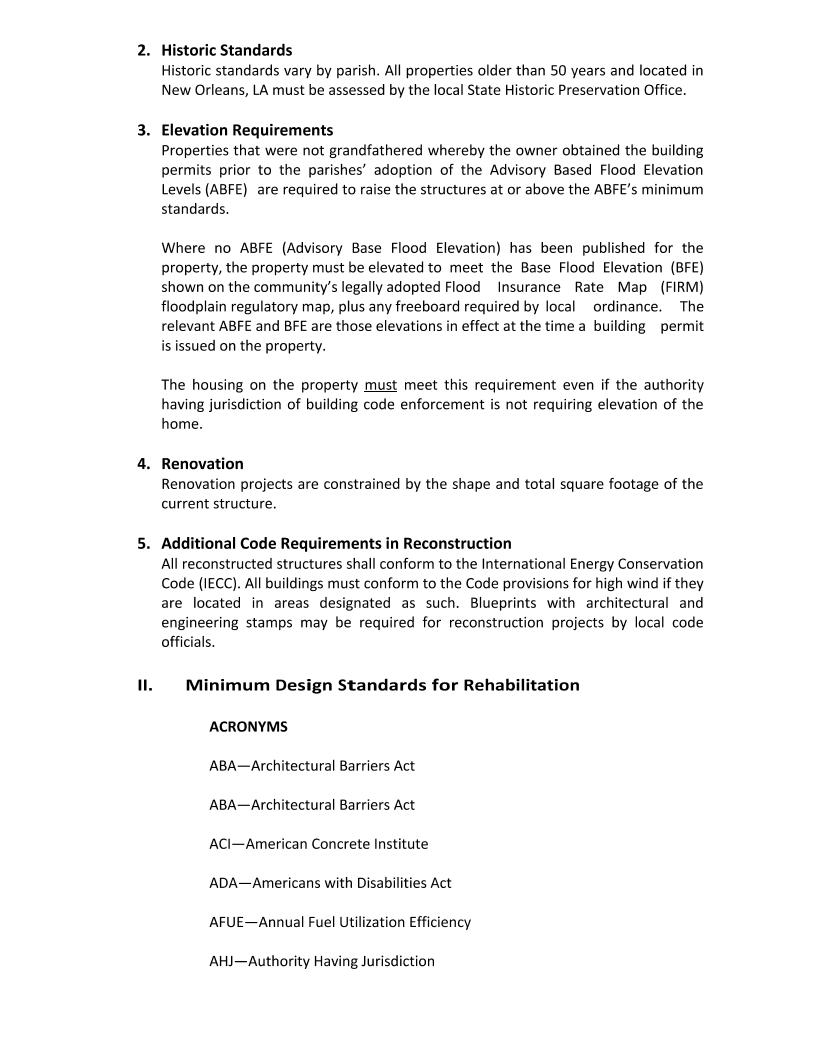 2. Historic Standards
Historic standards vary by parish. All properties older than 50 years and located in
New Orleans, LA must be assessed by the local State Historic Preservation Office.
3. Elevation Requirements
Properties that were not grandfathered whereby the owner obtained the building
permits prior to the parishes’ adoption of the Advisory Based Flood Elevation
Levels (ABFE) are required to raise the structures at or above the ABFE’s minimum
standards.
Where no ABFE (Advisory Base Flood Elevation) has been published for the
property, the property must be elevated to meet the Base Flood Elevation (BFE)
shown on the community’s legally adopted Flood Insurance Rate Map (FIRM)
floodplain regulatory map, plus any freeboard required by local ordinance. The
relevant ABFE and BFE are those elevations in effect at the time a building permit
is issued on the property.
The housing on the property must meet this requirement even if the authority
having jurisdiction of building code enforcement is not requiring elevation of the
home.
4. Renovation
Renovation projects are constrained by the shape and total square footage of the
current structure.
5. Additional Code Requirements in Reconstruction
All reconstructed structures shall conform to the International Energy Conservation
Code (IECC). All buildings must conform to the Code provisions for high wind if they
are located in areas designated as such. Blueprints with architectural and
engineering stamps may be required for reconstruction projects by local code
officials.
II. Minimum Design Standards for Rehabilitation
ACRONYMS
ABA—Architectural Barriers Act
ABA—Architectural Barriers Act
ACI—American Concrete Institute
ADA—Americans with Disabilities Act
AFUE—Annual Fuel Utilization Efficiency
AHJ—Authority Having Jurisdiction